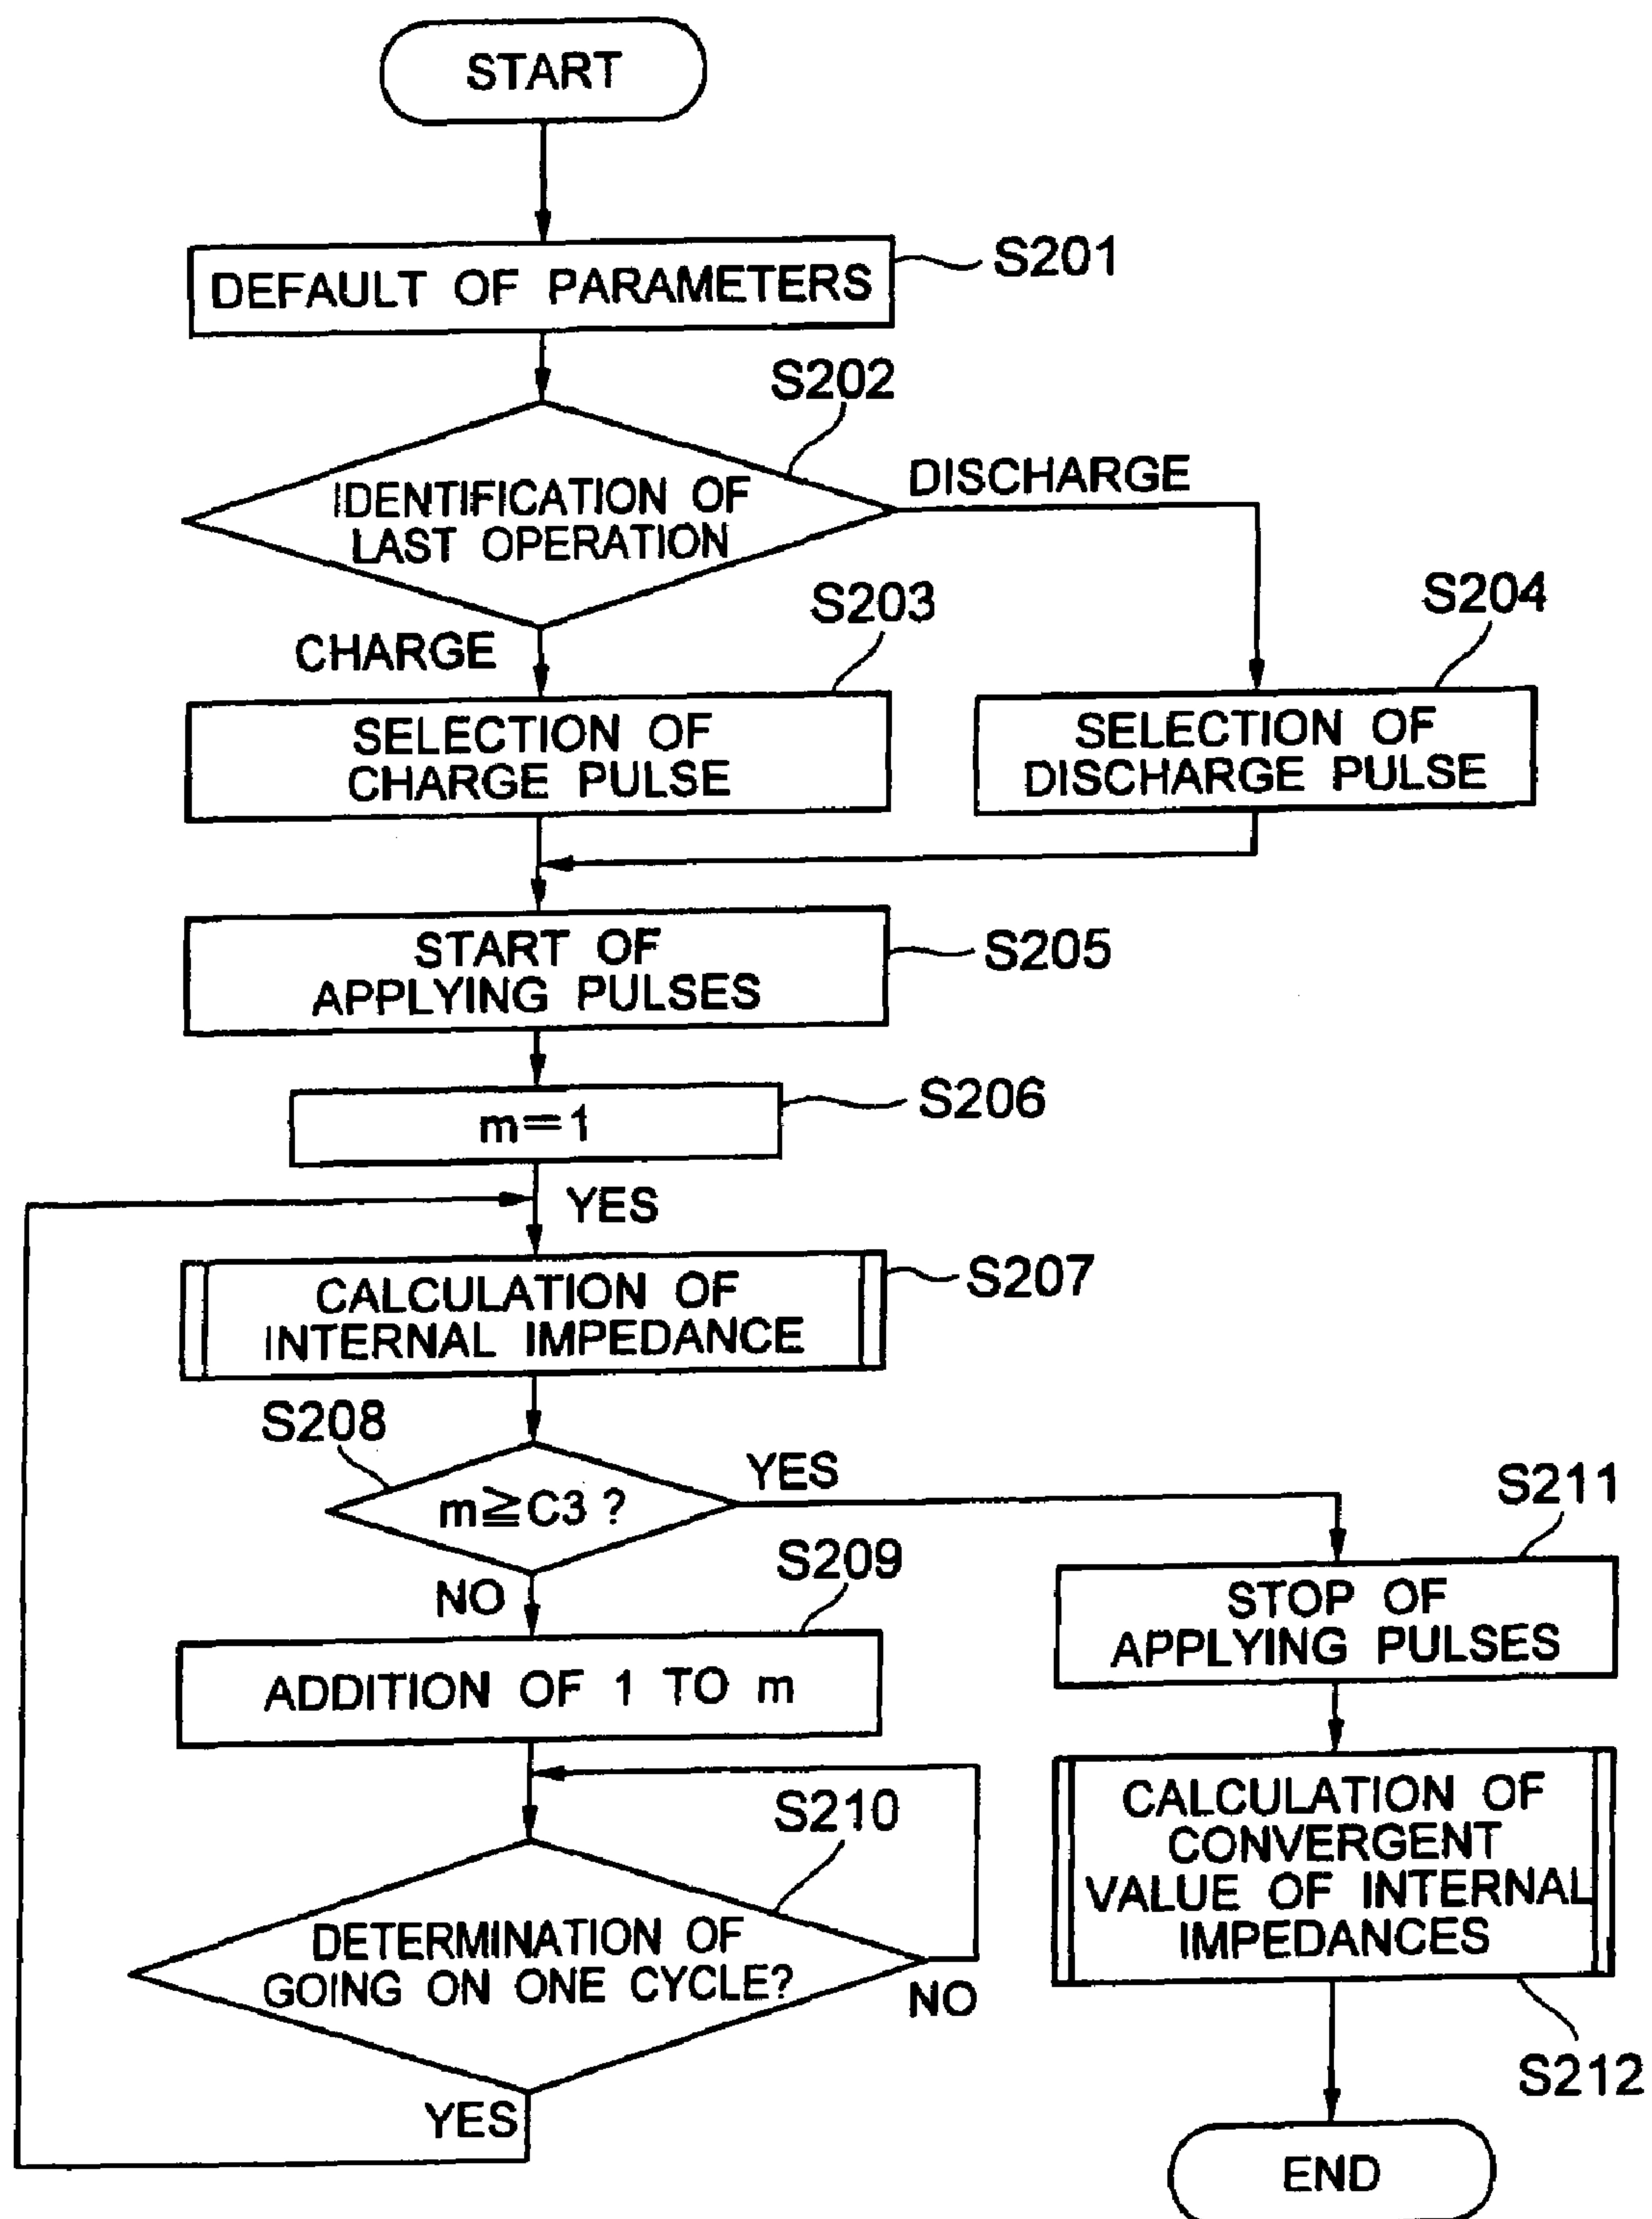 START
DEFAULT OF PARAMETERS
S201
S202
IDENTIFICATION OF
LAST OPERATION
DISCHARGE
CHARGE
S203
S204
SELECTION OF
CHARGE PULSE
SELECTION OF
DISCHARGE PULSE
START OF
APPLYING PULSES
S205
m=1
S206
YES
CALCULATION OF
INTERNAL IMPEDANCE
S207
S208
m≧C3 ?
YES
NO
S209
S211
ADDITION OF 1 TO m
STOP OF
APPLYING PULSES
S210
DETERMINATION OF
GOING ON ONE CYCLE?
NO
YES
CALCULATION OF
CONVERGENT
VALUE OF INTERNAL
IMPEDANCES
S212
END